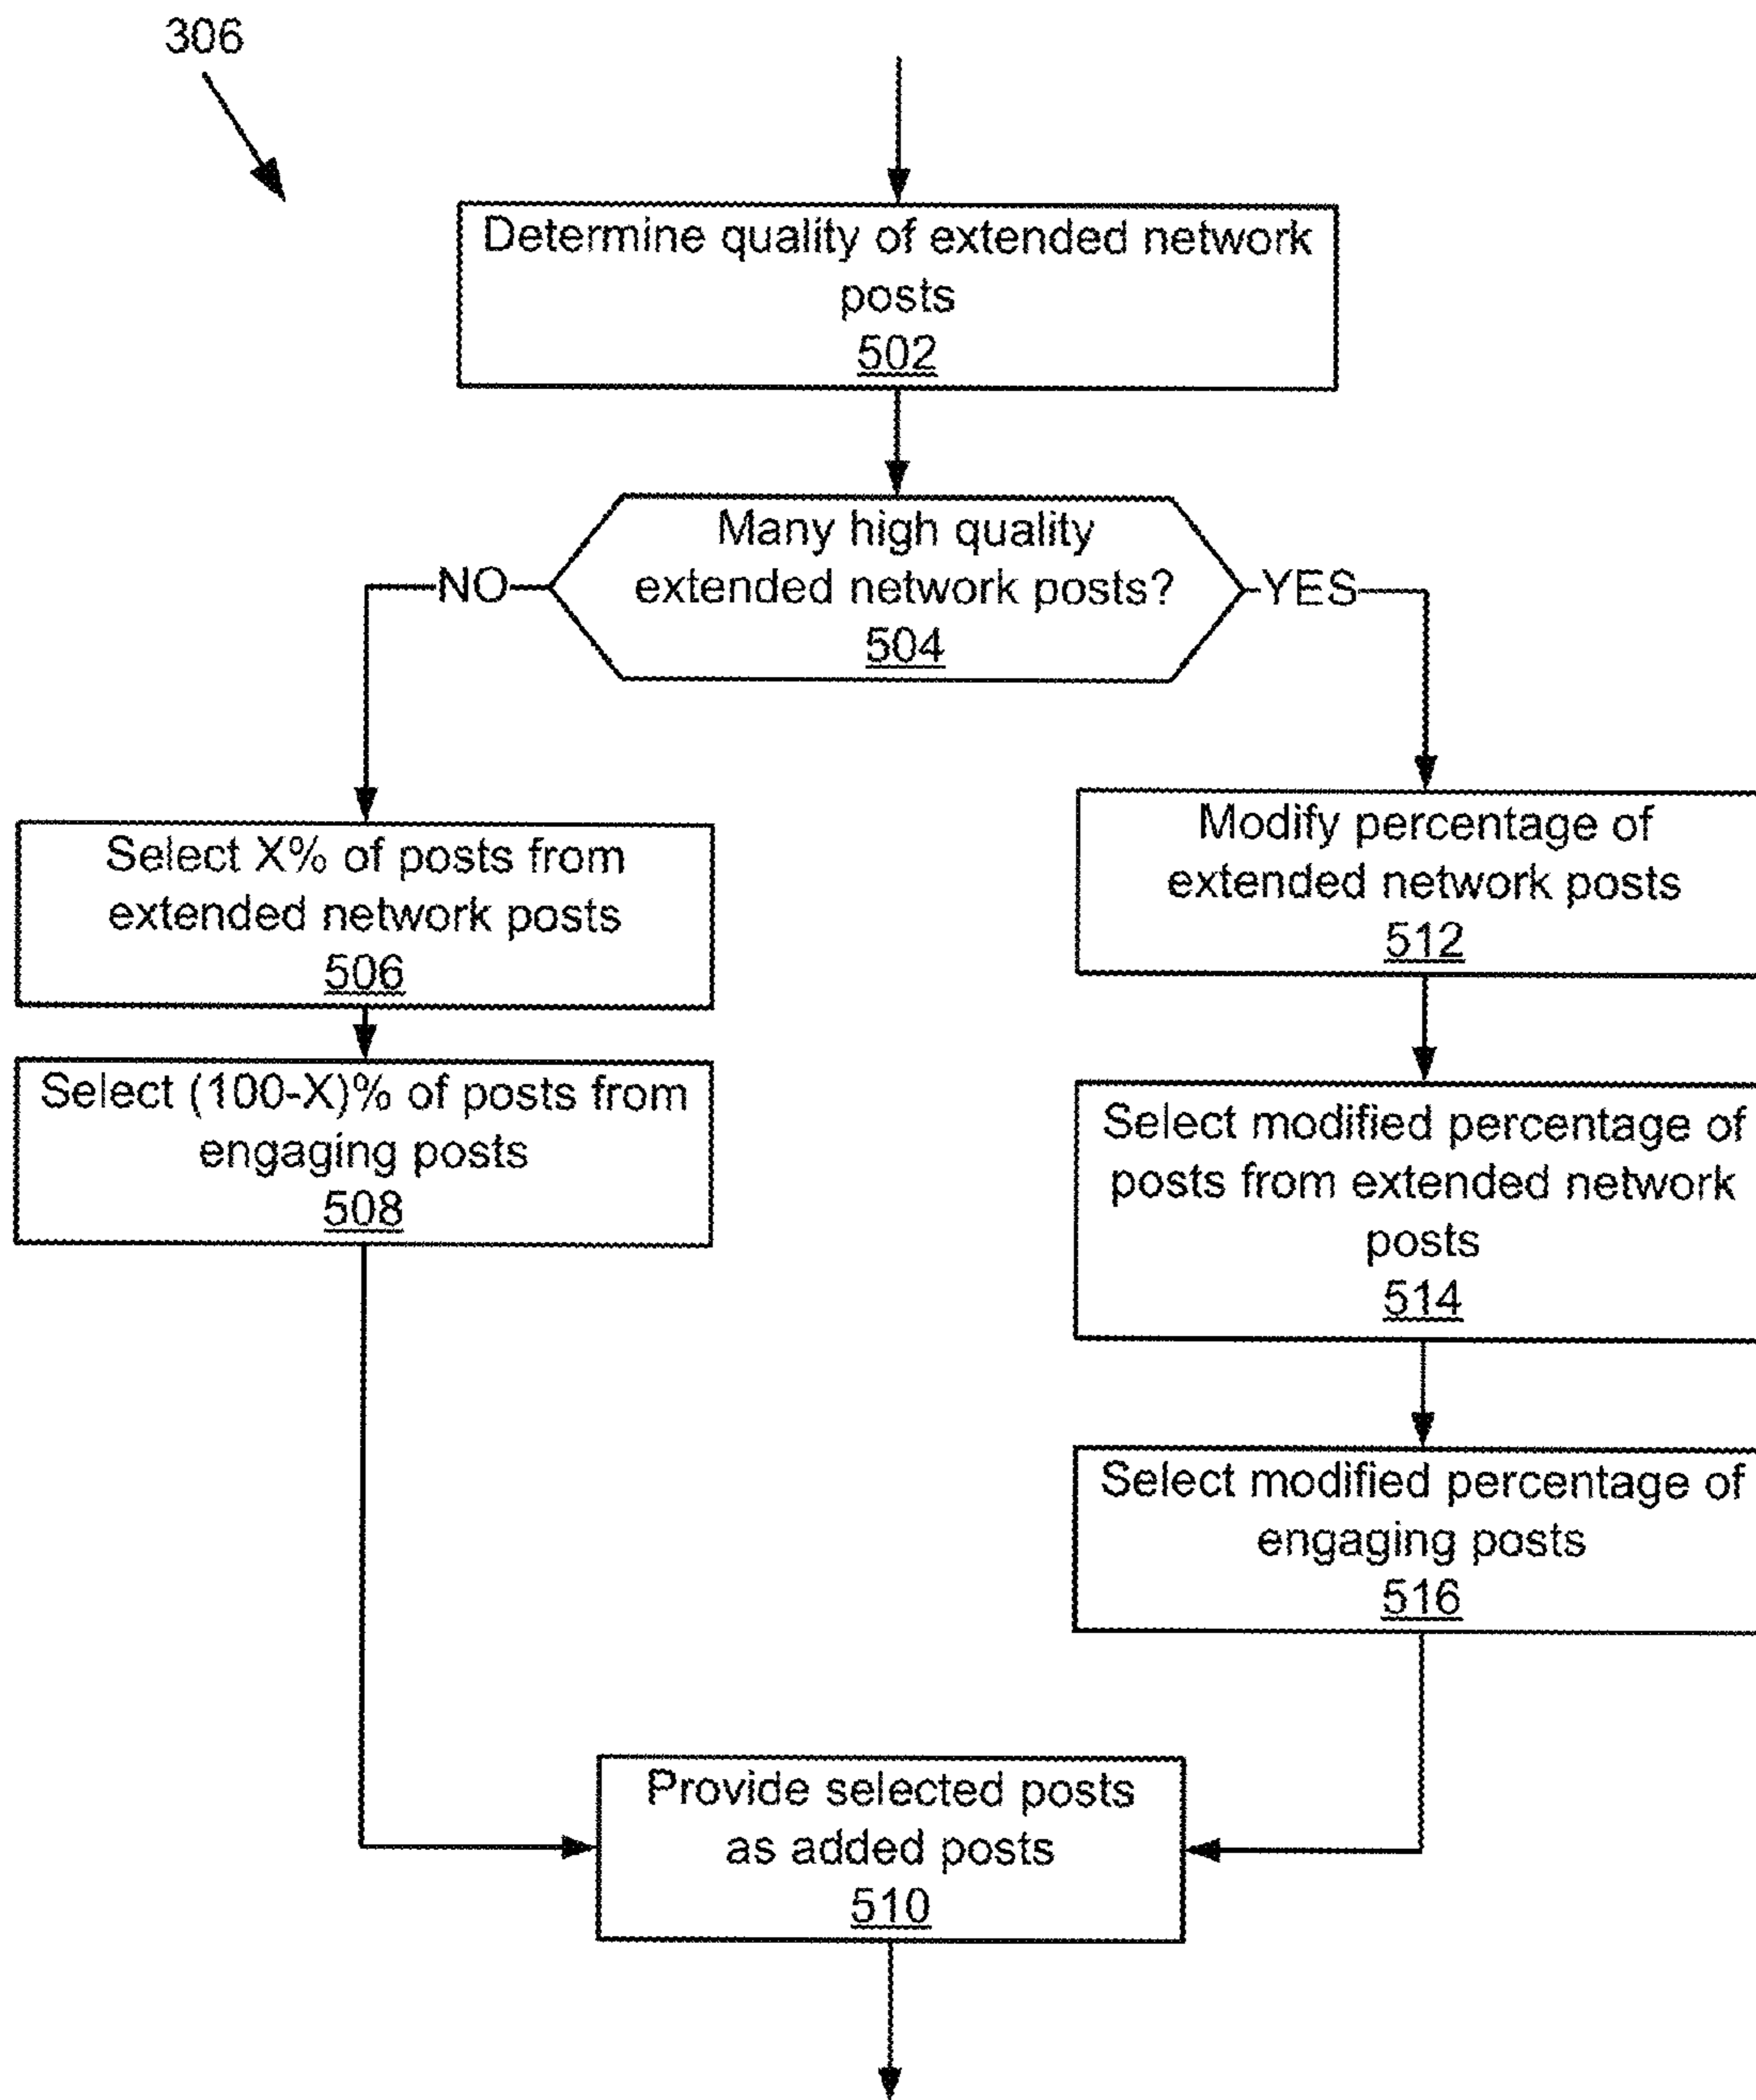 306
Determine quality of extended network
posts
502
Many high quality
extended network posts?
504
NO
YES
Select X% of posts from
extended network posts
506
Select (100-X)% of posts from
engaging posts
508
Modify percentage of
extended network posts
512
Select modified percentage of
posts from extended network
posts
514
Select modified percentage of
engaging posts
516
Provide selected posts
as added posts
510